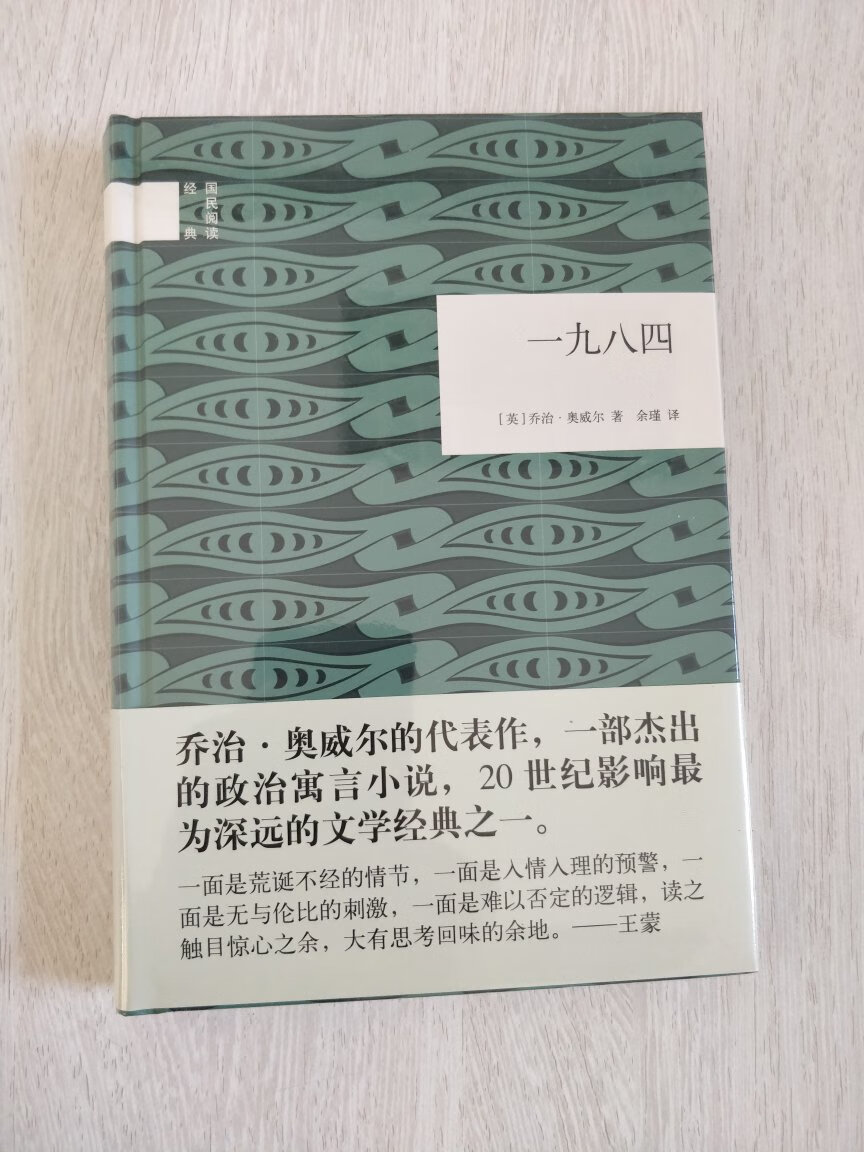 国民阅读
经典
一九八四
[英]乔治·奥威尔 著 余瑾 译
乔治·奥威尔的代表作，一部杰出
的政治寓言小说，20世纪影响最
为深远的文学经典之一。
一面是荒诞不经的情节，一面是人情入理的预警，一
面是无与伦比的刺激，一面是难以否定的逻辑，读之
触目惊心之余，大有思考回味的余地。——王蒙